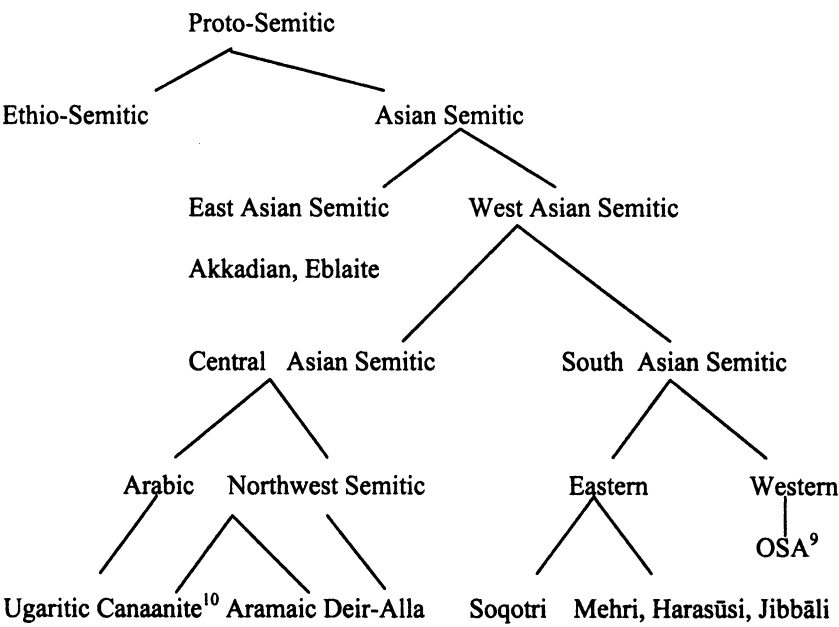 Proto-Semitic
Ethio-Semitic Asian Semitic
East Asian Semitic West Asian Semitic
Akkadian, Eblaite
Central Asian Semitic South Asian Semitic
Arabic Northwest Semitic Eastern Western
OSA⁹
Ugaritic Canaanite¹⁰ Aramaic Deir-Alla Soqotri Mehri, Harasūsi, Jibbāli